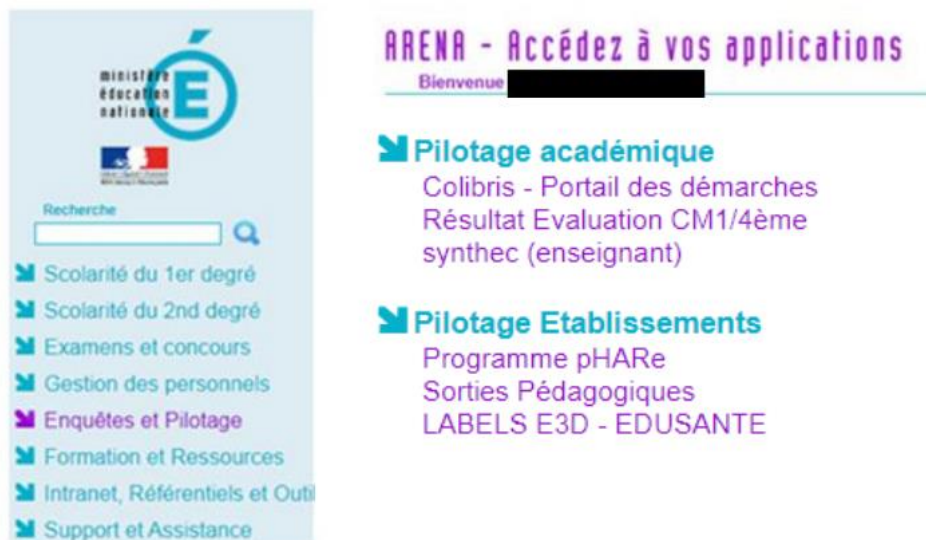 ministère
éducation
nationale
É
Recherche
Scolarité du 1er degré
Scolarité du 2nd degré
Examens et concours
Gestion des personnels
Enquêtes et Pilotage
Formation et Ressources
Intranet, Référentiels et Outil
Support et Assistance
ARENA - Accédez à vos applications
Bienvenue
Pilotage académique
Colibris - Portail des démarches
Résultat Evaluation CM1/4ème
synthec (enseignant)
Pilotage Etablissements
Programme pHARe
Sorties Pédagogiques
LABELS E3D - EDUSANTE